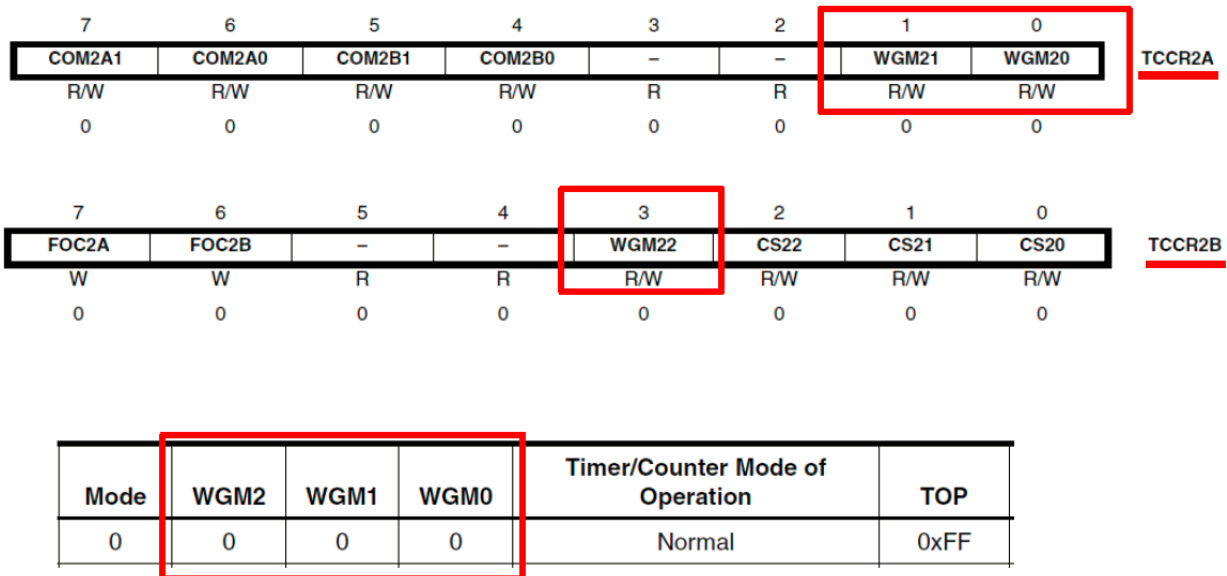 7 6 5 4 3 2 1 0
COM2A1 COM2A0 COM2B1 COM2B0 – – WGM21 WGM20 TCCR2A
R/W R/W R/W R/W R R R/W R/W
0 0 0 0 0 0 0 0
7 6 5 4 3 2 1 0
FOC2A FOC2B – – WGM22 CS22 CS21 CS20 TCCR2B
W W R R R/W R/W R/W R/W
0 0 0 0 0 0 0 0
Timer/Counter Mode of
Mode WGM2 WGM1 WGM0 Operation TOP
0 0 0 0 Normal 0xFF